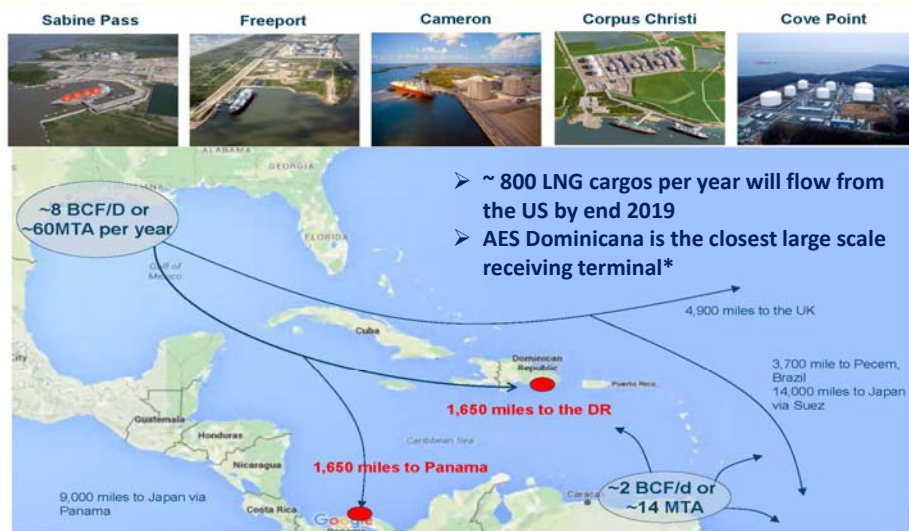 Sabine Pass
Freeport
Cameron
Corpus Christi
Cove Point
ALABAMA
GEORGIA
~8 BCF/D or
~60MTA per year
Gulf of
Mexico
FLORIDA
➢ ~ 800 LNG cargos per year will flow from
the US by end 2019
➢ AES Dominicana is the closest large scale
receiving terminal*
4,900 miles to the UK
Cuba
Dominican
Republic
Puerto Rico
3,700 mile to Pecem,
Brazil
14,000 miles to Japan
via Suez
1,650 miles to the DR
Guatemala
Honduras
Caribbean Sea
1,650 miles to Panama
Nicaragua
9,000 miles to Japan via
Panama
Costa Rica
Google
Caracas
~2 BCF/d or
~14 MTA